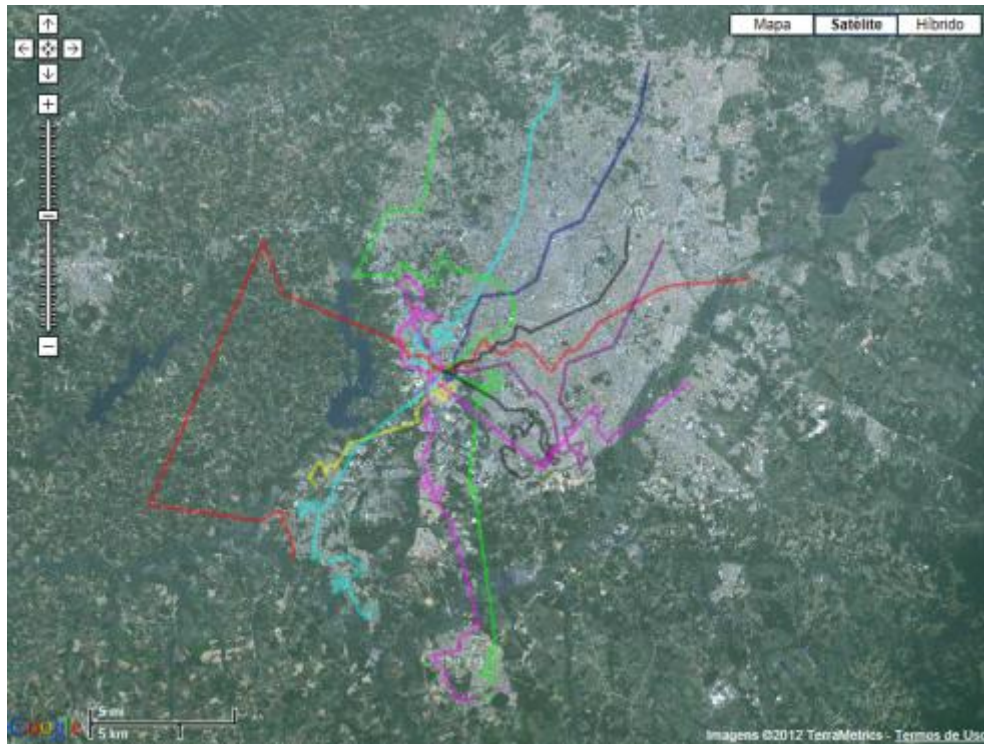 Mapa Satélite Híbrido
5 mi
5 km
Google
Imagens ©2012 TerraMetrics - Termos de Uso